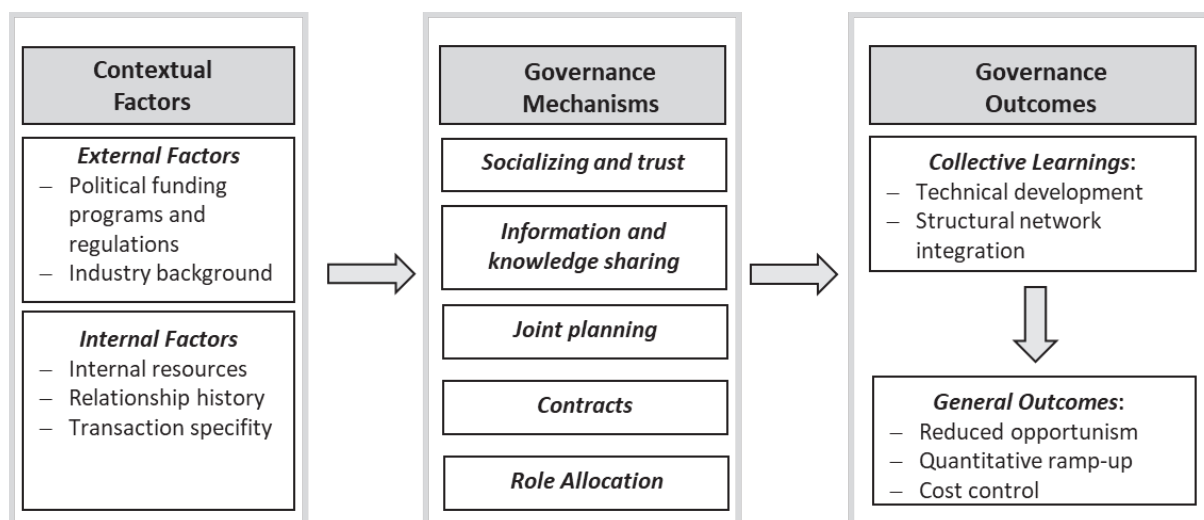 Contextual
Factors
External Factors
– Political funding
programs and
regulations
– Industry background
Internal Factors
– Internal resources
– Relationship history
– Transaction specifity
Governance
Mechanisms
Socializing and trust
Information and
knowledge sharing
Joint planning
Contracts
Role Allocation
Governance
Outcomes
Collective Learnings:
– Technical development
– Structural network
integration
General Outcomes:
– Reduced opportunism
– Quantitative ramp-up
– Cost control